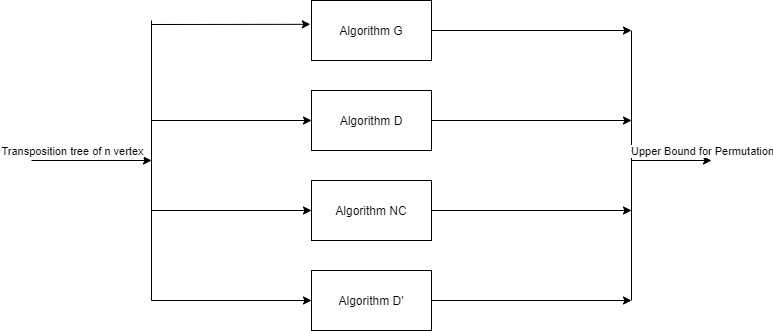 Algorithm G
Algorithm D
Transposition tree of n vertex
Upper Bound for Permutation
Algorithm NC
Algorithm D'